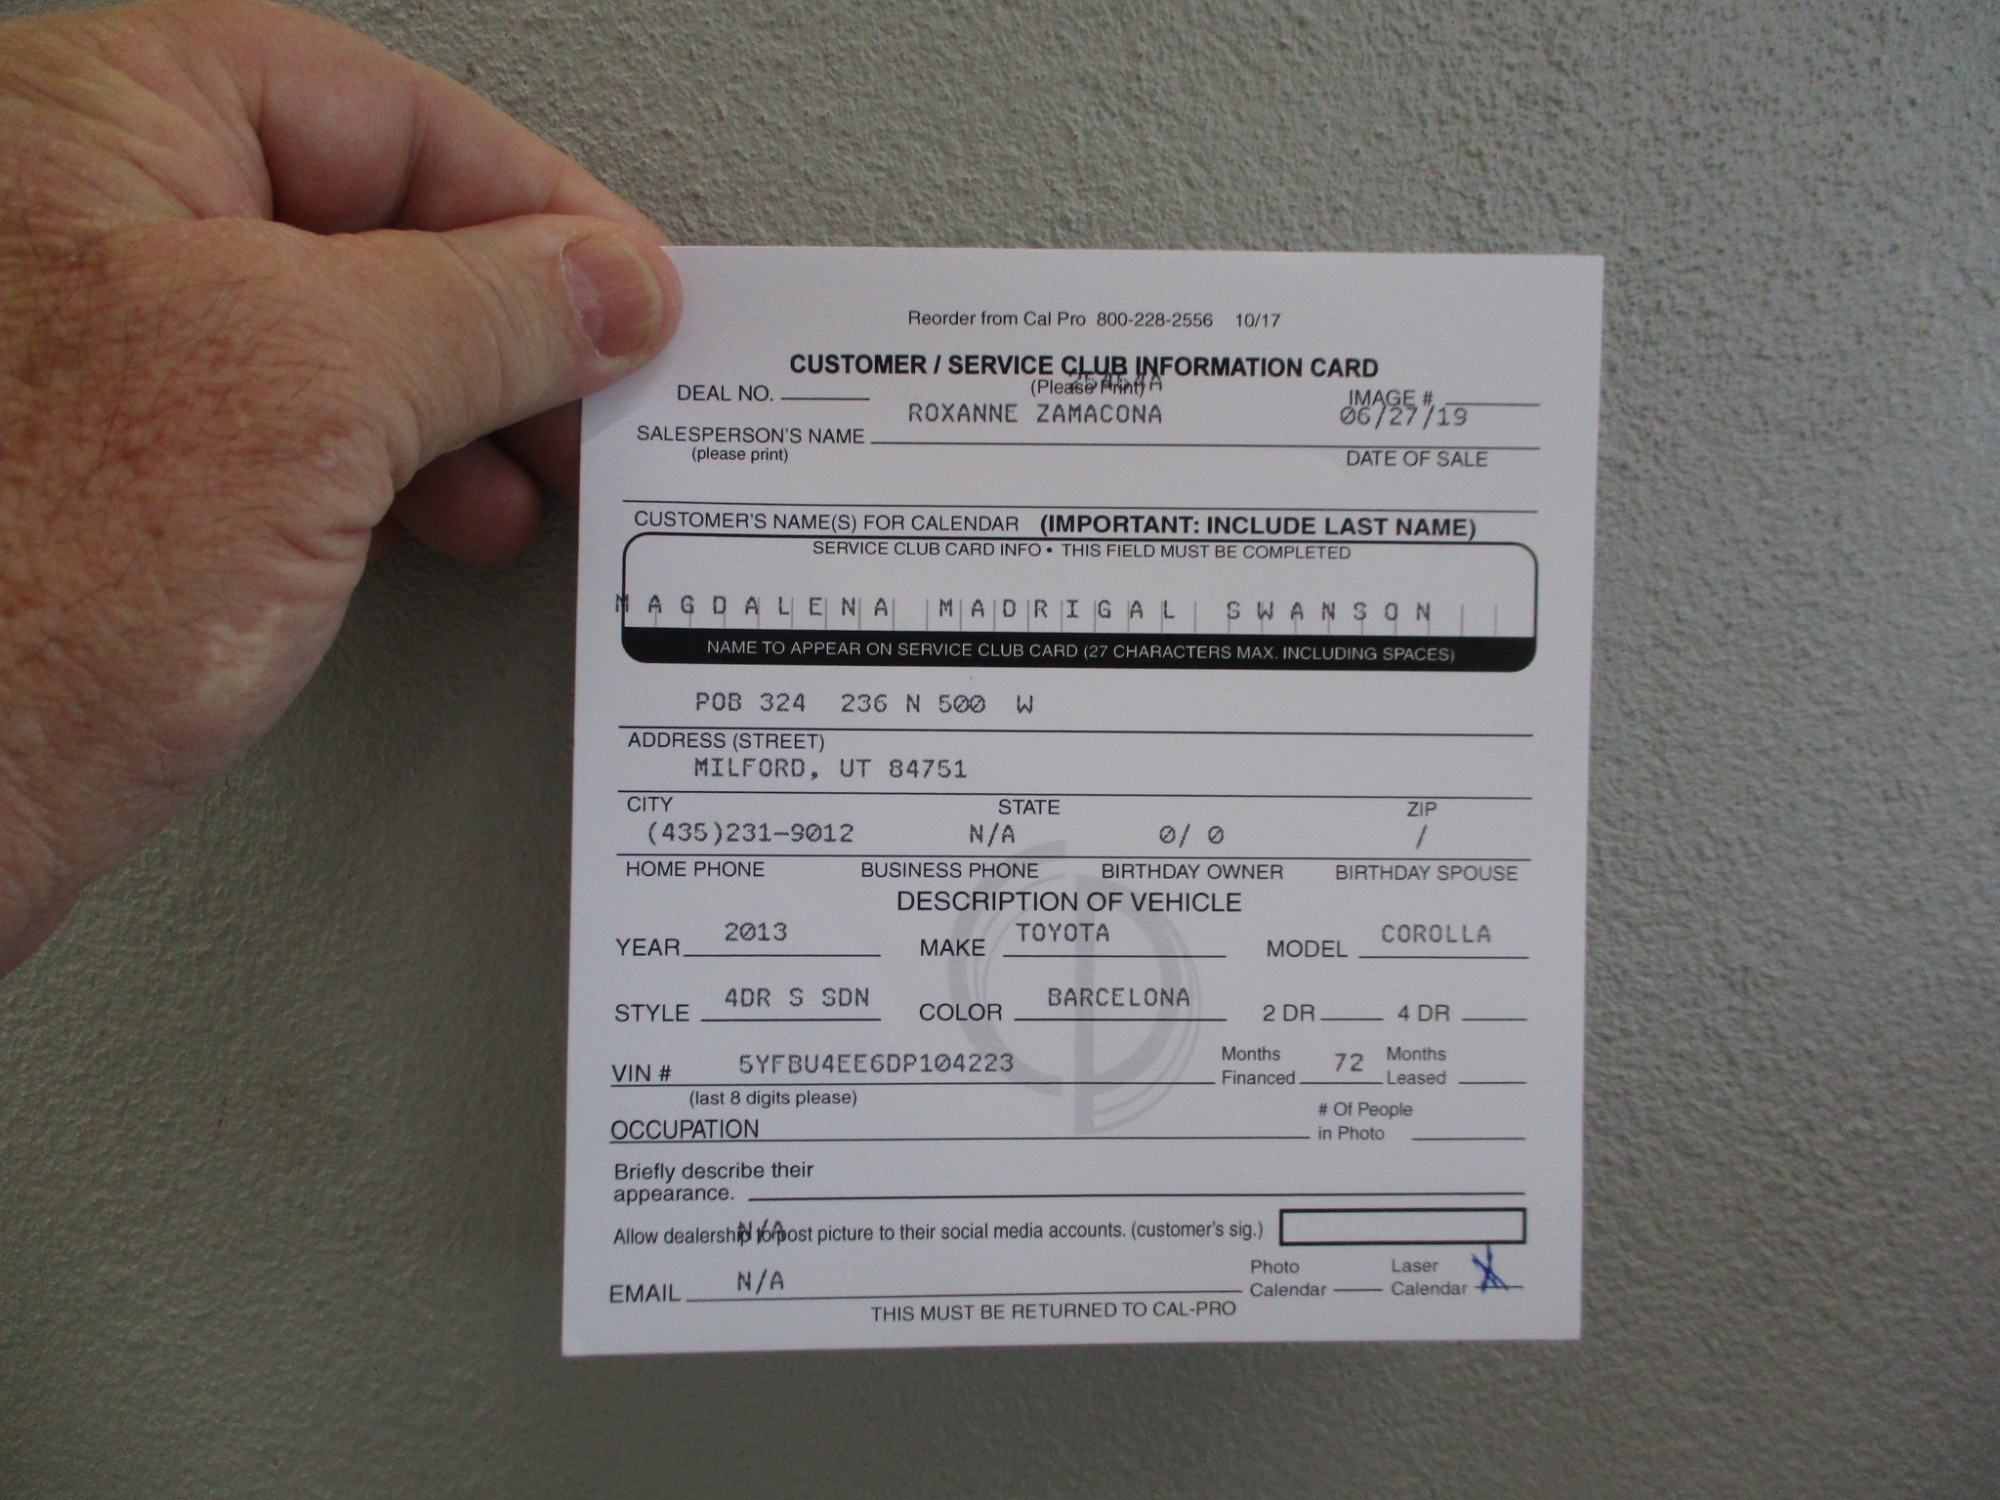 Reorder from Cal Pro 800-228-2556 10/17
CUSTOMER / SERVICE CLUB INFORMATION CARD
(Please Print)
DEAL NO. IMAGE #
ROXANNE ZAMACONA 06/27/19
SALESPERSON'S NAME
(please print) DATE OF SALE
CUSTOMER'S NAME(S) FOR CALENDAR (IMPORTANT: INCLUDE LAST NAME)
SERVICE CLUB CARD INFO • THIS FIELD MUST BE COMPLETED
MAGDALENA MADRIGAL SWANSON
NAME TO APPEAR ON SERVICE CLUB CARD (27 CHARACTERS MAX. INCLUDING SPACES)
POB 324 236 N 500 W
ADDRESS (STREET)
MILFORD, UT 84751
CITY STATE ZIP
(435)231-9012 N/A 0/ 0 /
HOME PHONE BUSINESS PHONE BIRTHDAY OWNER BIRTHDAY SPOUSE
DESCRIPTION OF VEHICLE
YEAR 2013 MAKE TOYOTA MODEL COROLLA
STYLE 4DR S SDN COLOR BARCELONA 2 DR 4 DR
VIN # 5YFBU4EE6DP104223 Months Financed 72 Months Leased
(last 8 digits please)
OCCUPATION # Of People in Photo
Briefly describe their
appearance.
N/A
Allow dealership to post picture to their social media accounts. (customer's sig.)
EMAIL N/A Photo Calendar Laser Calendar X
THIS MUST BE RETURNED TO CAL-PRO